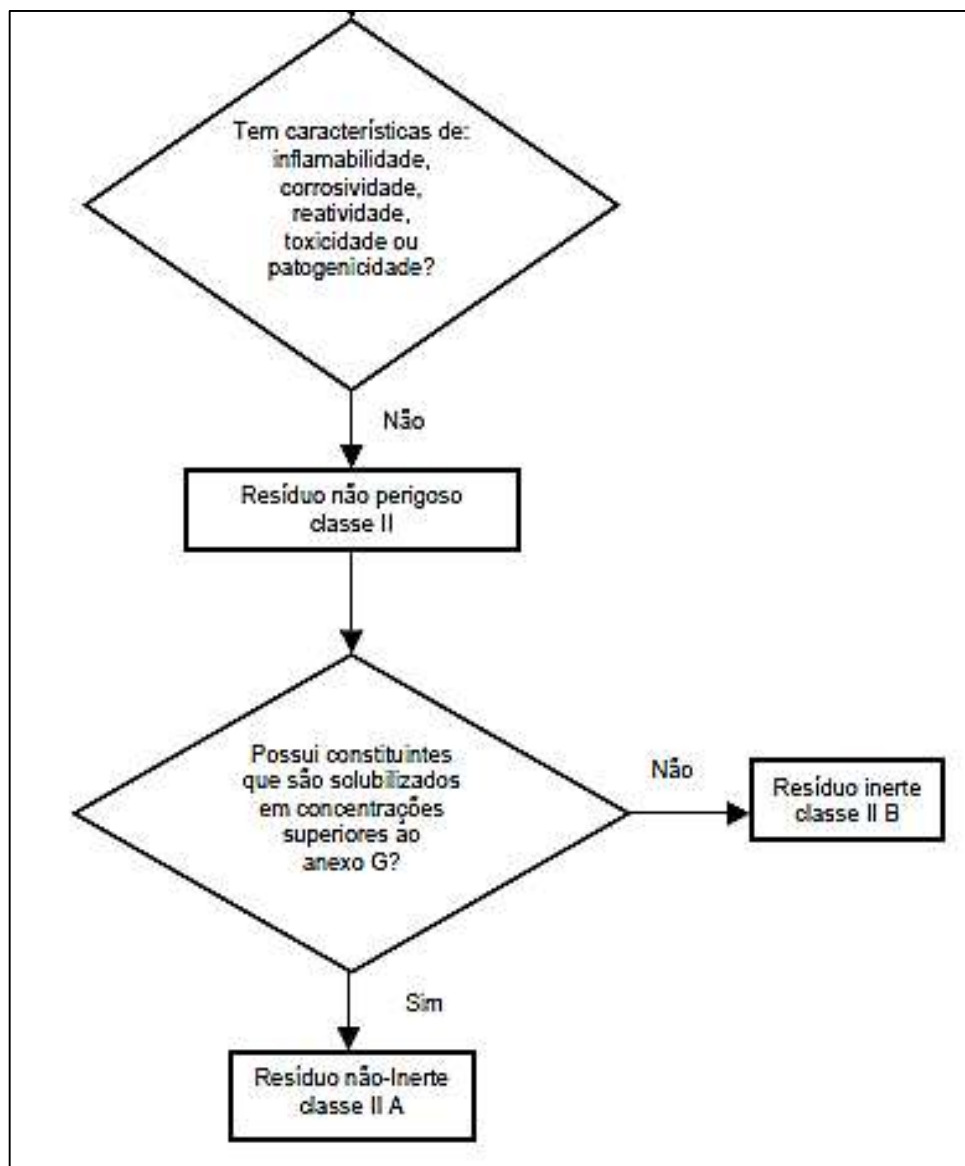 Tem características de:
inflamabilidade,
corrosividade,
reatividade,
toxicidade ou
patogenicidade?
Não
Resíduo não perigoso
classe II
Possui constituintes
que são solubilizados
em concentrações
superiores ao
anexo G?
Não
Resíduo inerte
classe II B
Sim
Resíduo não-Inerte
classe II A